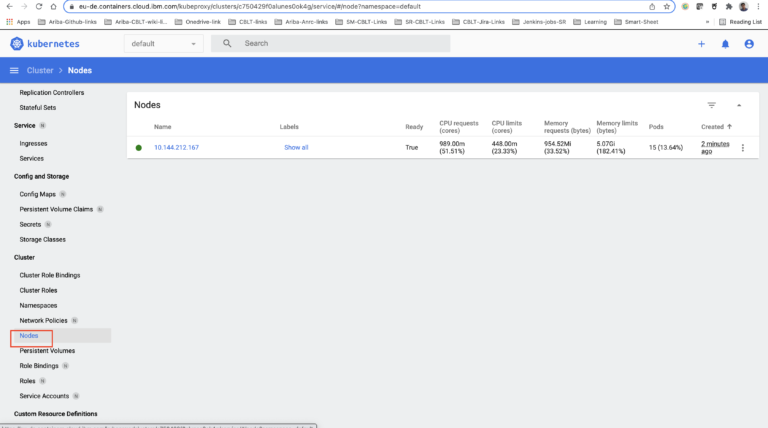 eu-de.containers.cloud.ibm.com/kubeproxy/clusters/c750429f0alunes0ok4g/service/#/node?namespace=default
Apps Ariba-Github-links Ariba-CBLT-wiki-li... Onedrive-link CBLT-links Ariba-Anrc-links SM-CBLT-Links CBLT-Jira-Links SR-CBLT-Links Jenkins-jobs-SR Learning Smart-Sheet » Reading List
kubernetes default Search
Cluster > Nodes
Replication Controllers
Stateful Sets
Service N
Ingresses
Services
Config and Storage
Config Maps N
Persistent Volume Claims N
Secrets N
Storage Classes
Cluster
Cluster Role Bindings
Cluster Roles
Namespaces
Network Policies N
Nodes
Persistent Volumes
Role Bindings N
Roles N
Service Accounts N
Custom Resource Definitions
Nodes
Name Labels Ready CPU requests (cores) CPU limits (cores) Memory requests (bytes) Memory limits (bytes) Pods Created ↑
10.144.212.167 Show all True 989.00m (51.51%) 448.00m (23.33%) 954.52Mi (33.52%) 5.07Gi (182.41%) 15 (13.64%) 2 minutes ago